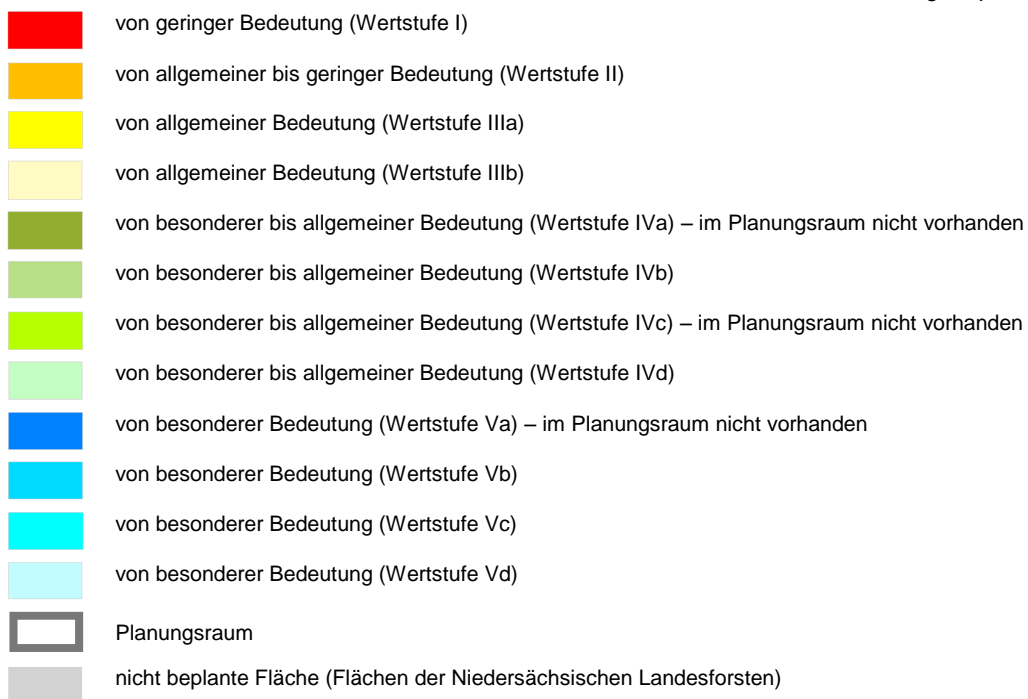 von geringer Bedeutung (Wertstufe I)
von allgemeiner bis geringer Bedeutung (Wertstufe II)
von allgemeiner Bedeutung (Wertstufe IIIa)
von allgemeiner Bedeutung (Wertstufe IIIb)
von besonderer bis allgemeiner Bedeutung (Wertstufe IVa) – im Planungsraum nicht vorhanden
von besonderer bis allgemeiner Bedeutung (Wertstufe IVb)
von besonderer bis allgemeiner Bedeutung (Wertstufe IVc) – im Planungsraum nicht vorhanden
von besonderer bis allgemeiner Bedeutung (Wertstufe IVd)
von besonderer Bedeutung (Wertstufe Va) – im Planungsraum nicht vorhanden
von besonderer Bedeutung (Wertstufe Vb)
von besonderer Bedeutung (Wertstufe Vc)
von besonderer Bedeutung (Wertstufe Vd)
Planungsraum
nicht beplante Fläche (Flächen der Niedersächsischen Landesforsten)